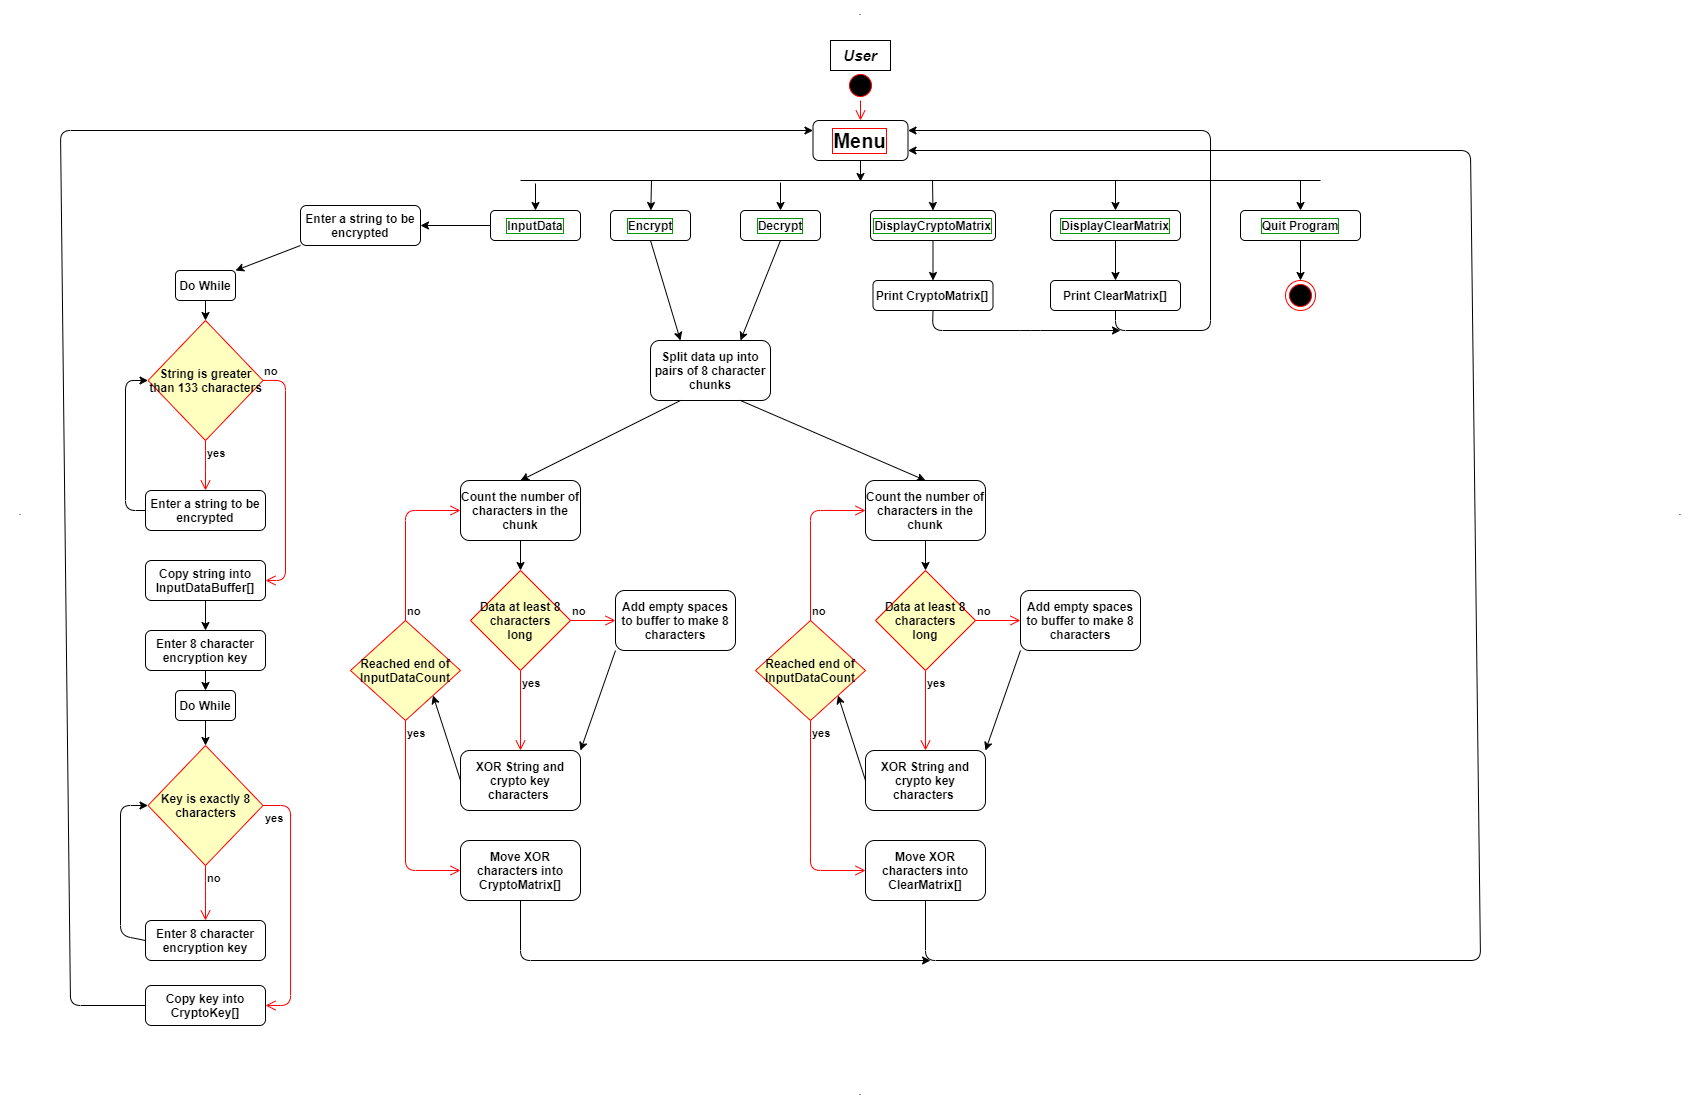 User
Menu
InputData
Encrypt
Decrypt
DisplayCryptoMatrix
DisplayClearMatrix
Quit Program
Enter a string to be
encrypted
Do While
Print CryptoMatrix[]
Print ClearMatrix[]
String is greater
than 133 characters
no
yes
Enter a string to be
encrypted
Copy string into
InputDataBuffer[]
Enter 8 character
encryption key
Do While
Key is exactly 8
characters
yes
no
Enter 8 character
encryption key
Copy key into
CryptoKey[]
Split data up into
pairs of 8 character
chunks
Count the number of
characters in the
chunk
Data at least 8
characters
long
no
Add empty spaces
to buffer to make 8
characters
yes
no
Reached end of
InputDataCount
yes
XOR String and
crypto key
characters
Move XOR
characters into
CryptoMatrix[]
Count the number of
characters in the
chunk
Data at least 8
characters
long
no
Add empty spaces
to buffer to make 8
characters
yes
no
Reached end of
InputDataCount
yes
XOR String and
crypto key
characters
Move XOR
characters into
ClearMatrix[]